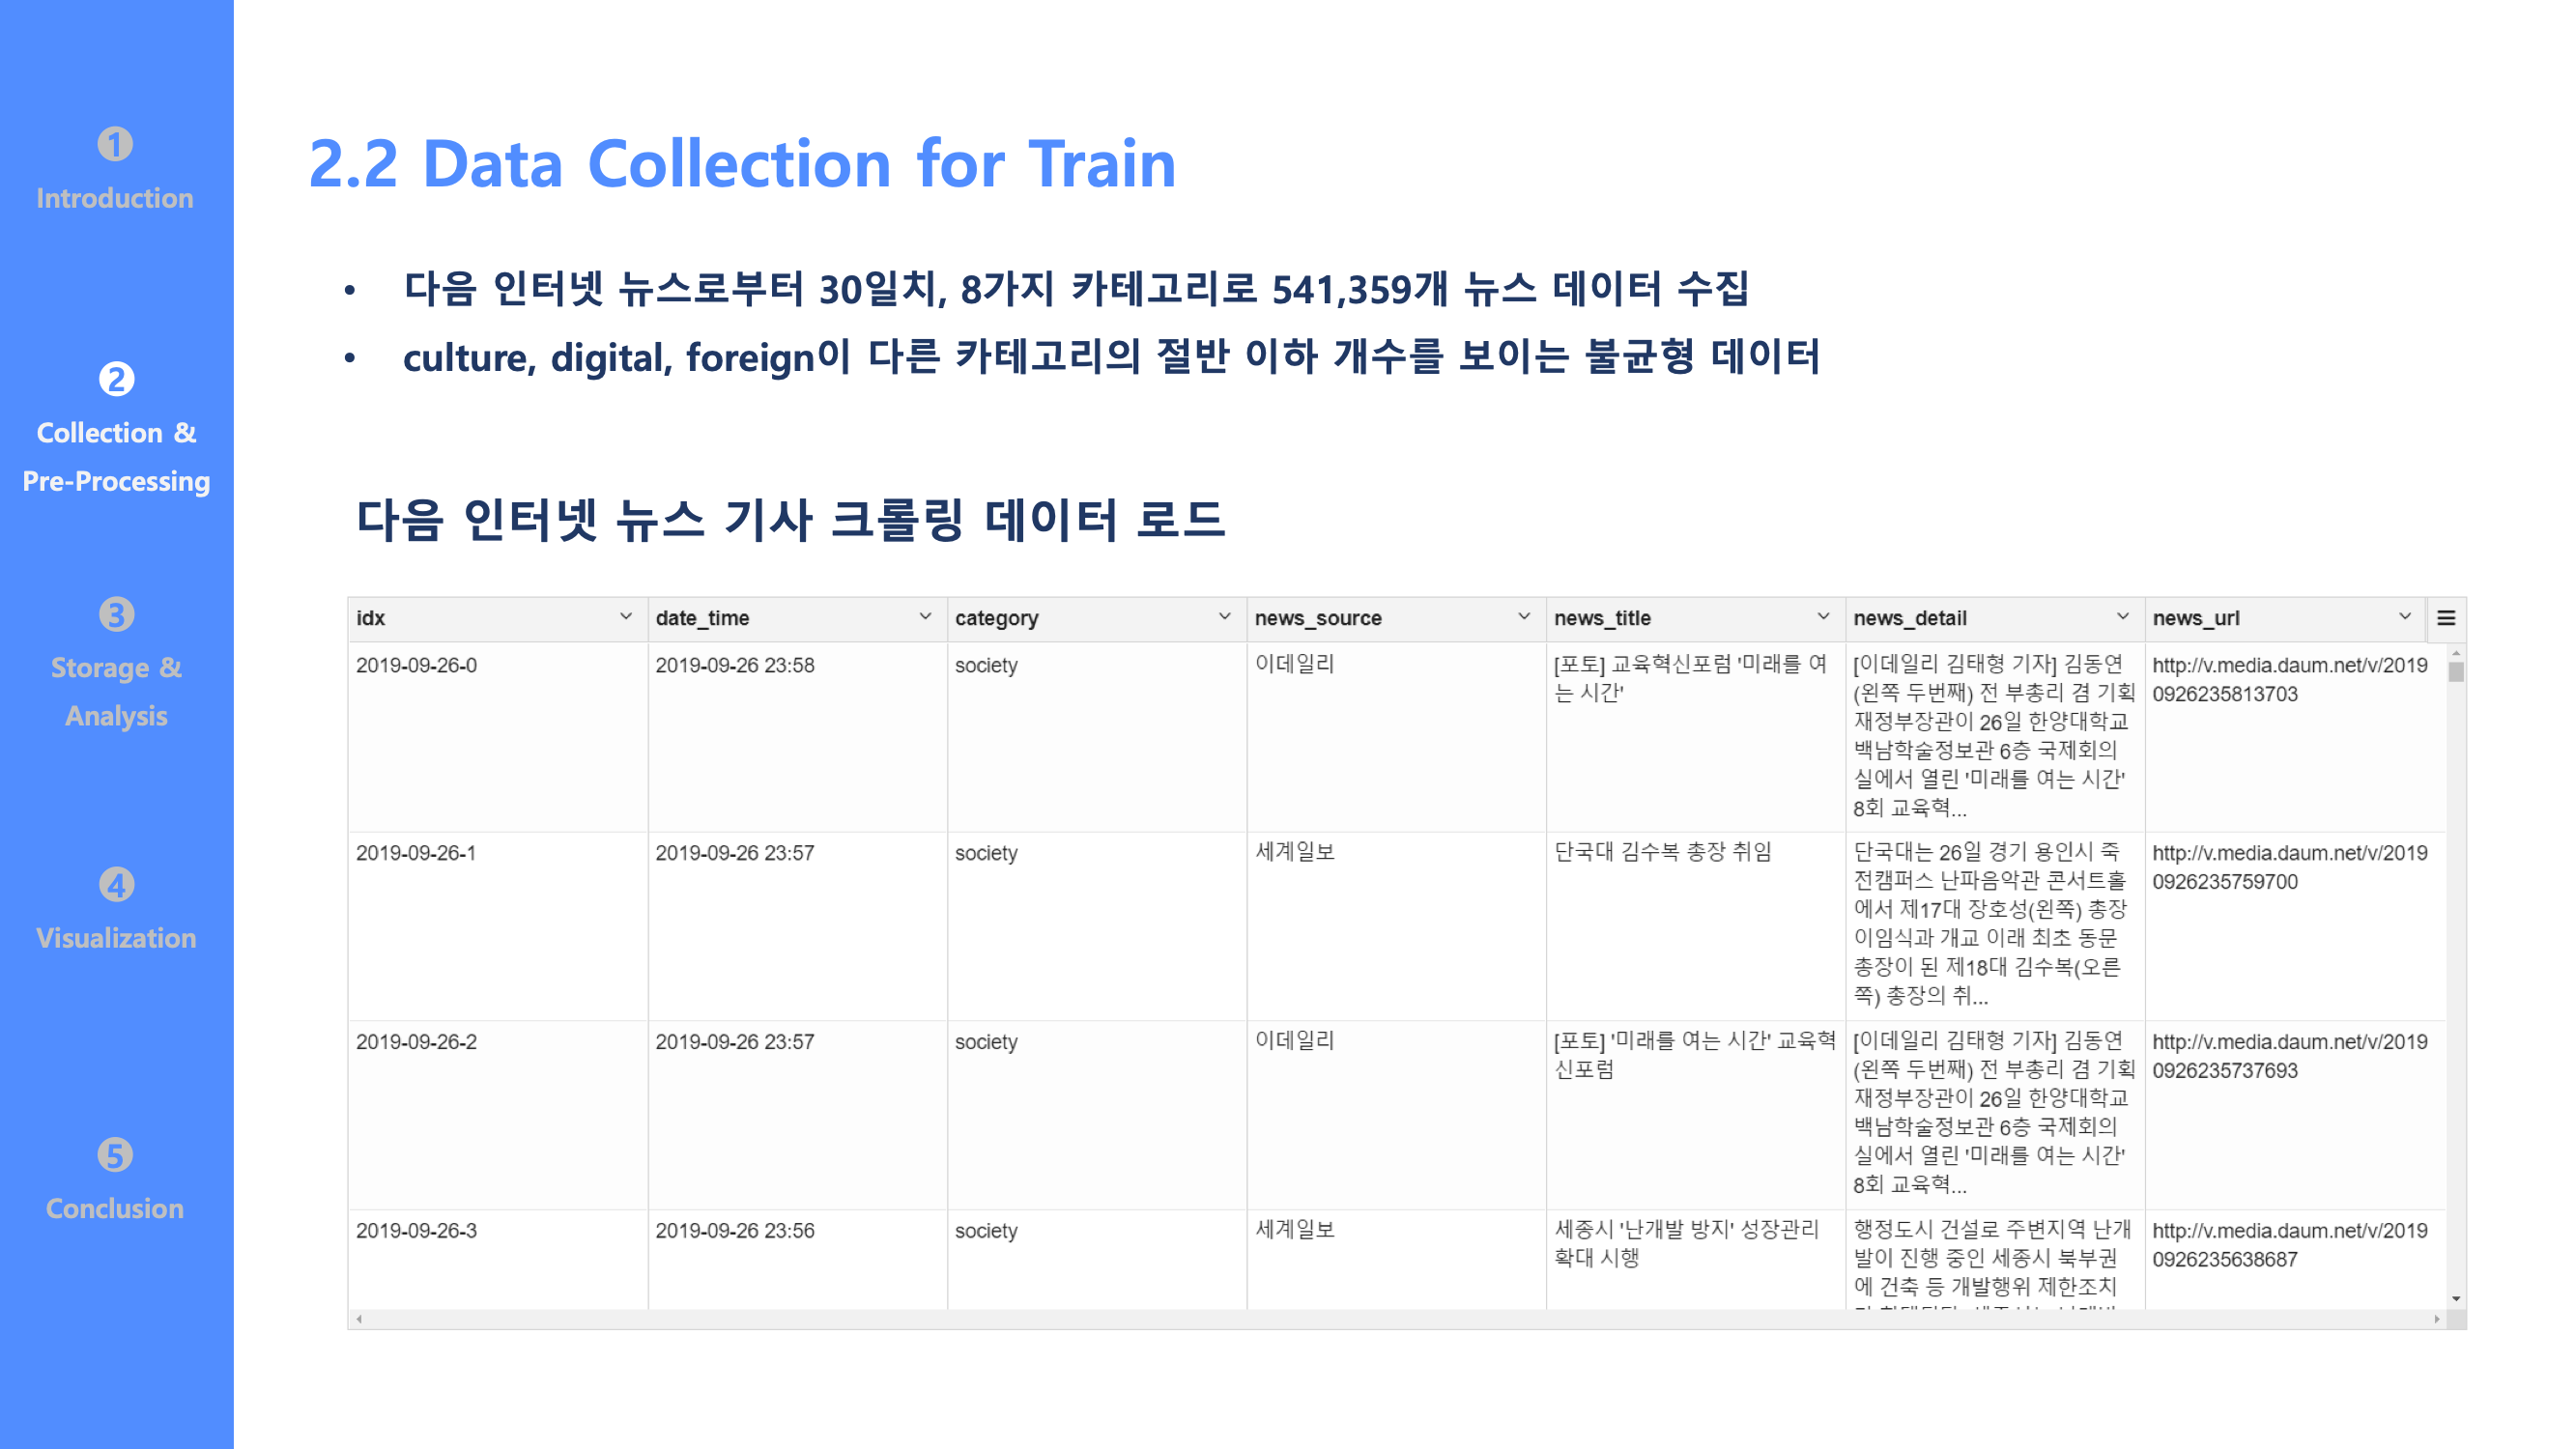 1
Introduction
2
Collection &
Pre-Processing
3
Storage &
Analysis
4
Visualization
5
Conclusion
2.2 Data Collection for Train
• 다음 인터넷 뉴스로부터 30일치, 8가지 카테고리로 541,359개 뉴스 데이터 수집
• culture, digital, foreign이 다른 카테고리의 절반 이하 개수를 보이는 불균형 데이터
다음 인터넷 뉴스 기사 크롤링 데이터 로드
idx date_time category news_source news_title news_detail news_url
2019-09-26-0 2019-09-26 23:58 society 이데일리 [포토] 교육혁신포럼 '미래를 여 [이데일리 김태형 기자] 김동연 http://v.media.daum.net/v/2019
는 시간' (왼쪽 두번째) 전 부총리 겸 기획 0926235813703
재정부장관이 26일 한양대학교
백남학술정보관 6층 국제회의
실에서 열린 '미래를 여는 시간'
8회 교육혁...
2019-09-26-1 2019-09-26 23:57 society 세계일보 단국대 김수복 총장 취임 단국대는 26일 경기 용인시 죽 http://v.media.daum.net/v/2019
전캠퍼스 난파음악관 콘서트홀 0926235759700
에서 제17대 장호성(왼쪽) 총장
이임식과 개교 이래 최초 동문
총장이 된 제18대 김수복(오른
쪽) 총장의 취...
2019-09-26-2 2019-09-26 23:57 society 이데일리 [포토] '미래를 여는 시간' 교육혁 [이데일리 김태형 기자] 김동연 http://v.media.daum.net/v/2019
신포럼 (왼쪽 두번째) 전 부총리 겸 기획 0926235737693
재정부장관이 26일 한양대학교
백남학술정보관 6층 국제회의
실에서 열린 '미래를 여는 시간'
8회 교육혁...
2019-09-26-3 2019-09-26 23:56 society 세계일보 세종시 '난개발 방지' 성장관리 행정도시 건설로 주변지역 난개 http://v.media.daum.net/v/2019
확대 시행 발이 진행 중인 세종시 북부권 0926235638687
에 건축 등 개발행위 제한조치